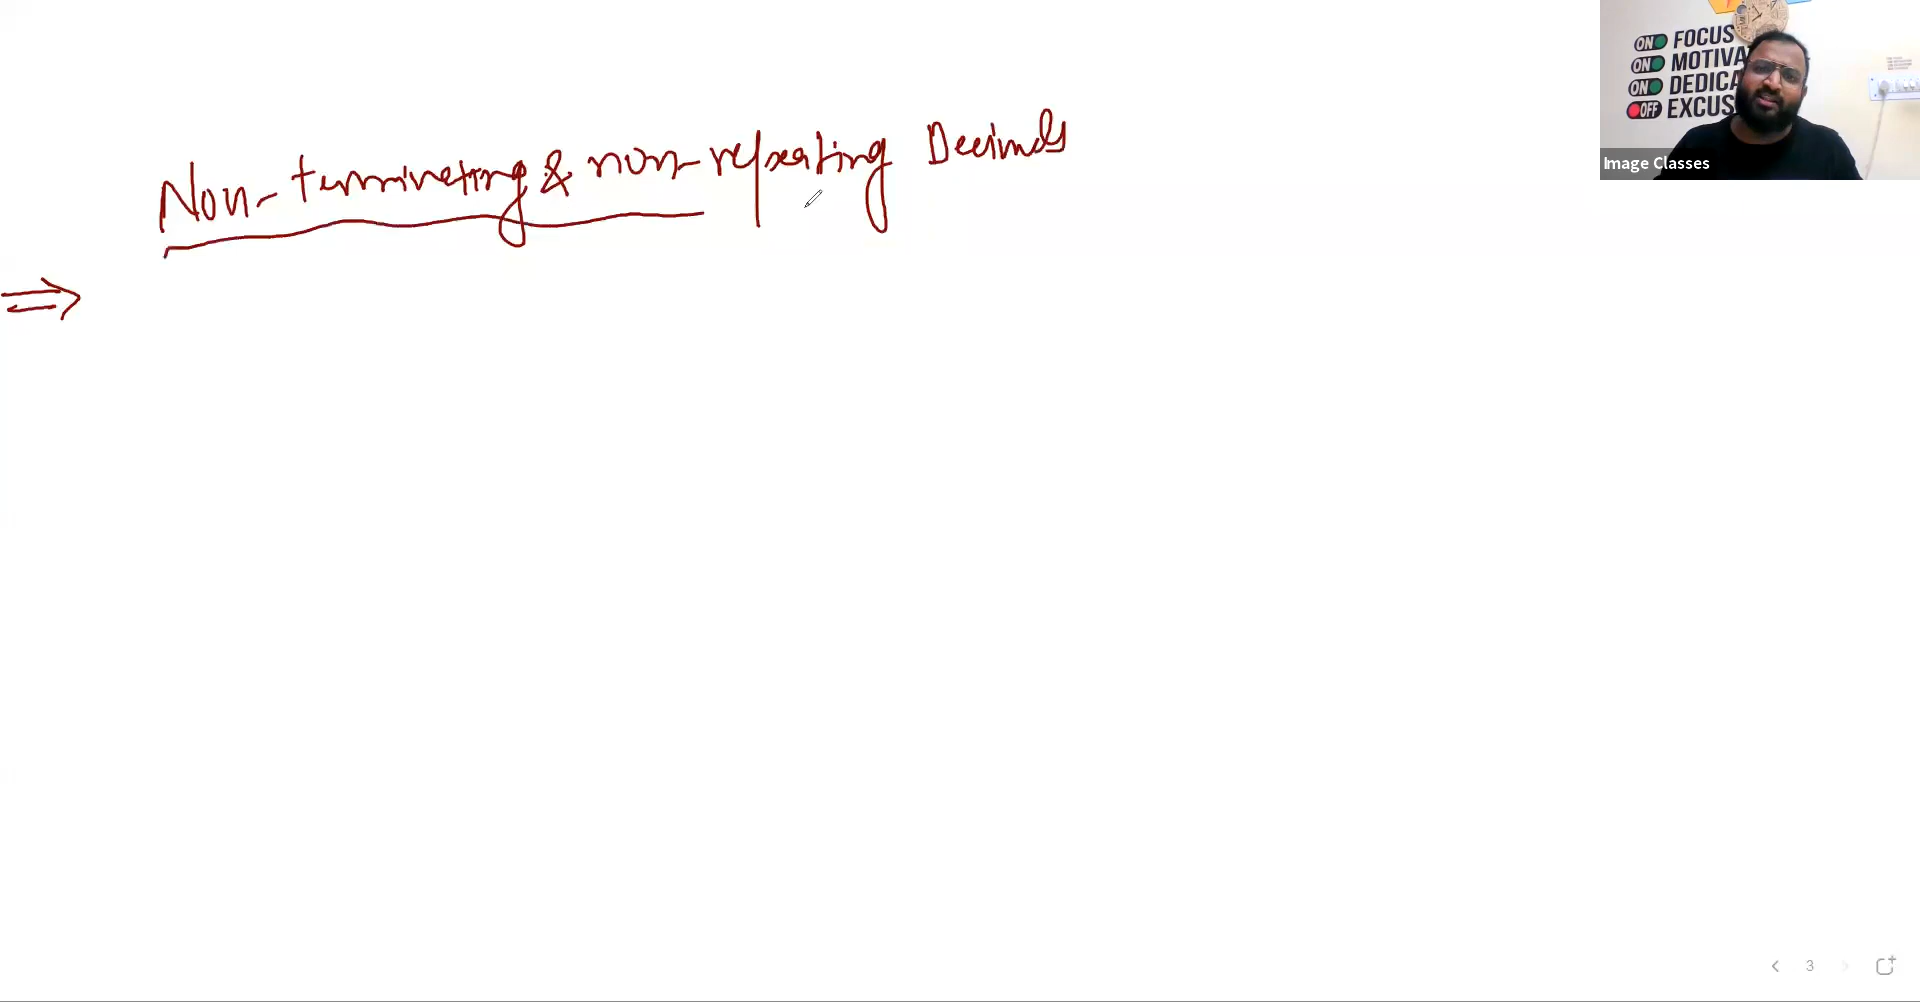 Non-terminating & non-repeating Decimals
⇒
ON FOCUS
ON MOTIVA
ON DEDICA
OFF EXCUS
Image Classes
3